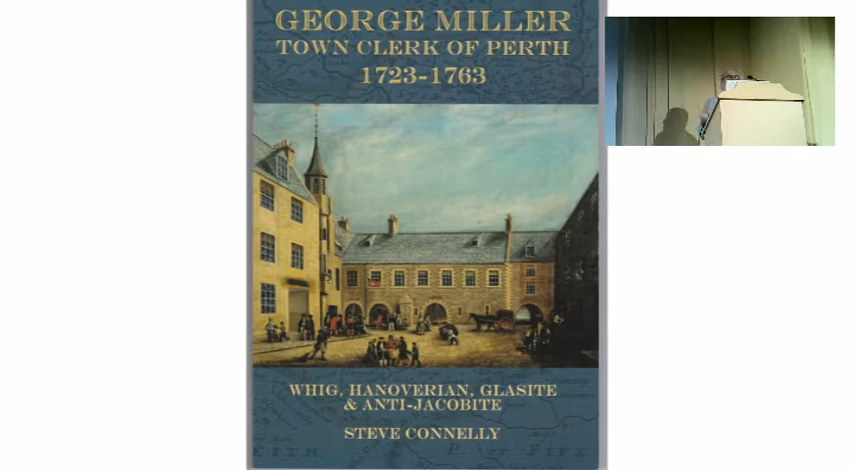 GEORGE MILLER
TOWN CLERK OF PERTH
1723-1763
WHIG, HANOVERIAN, GLASITE
& ANTI-JACOBITE
STEVE CONNELLY